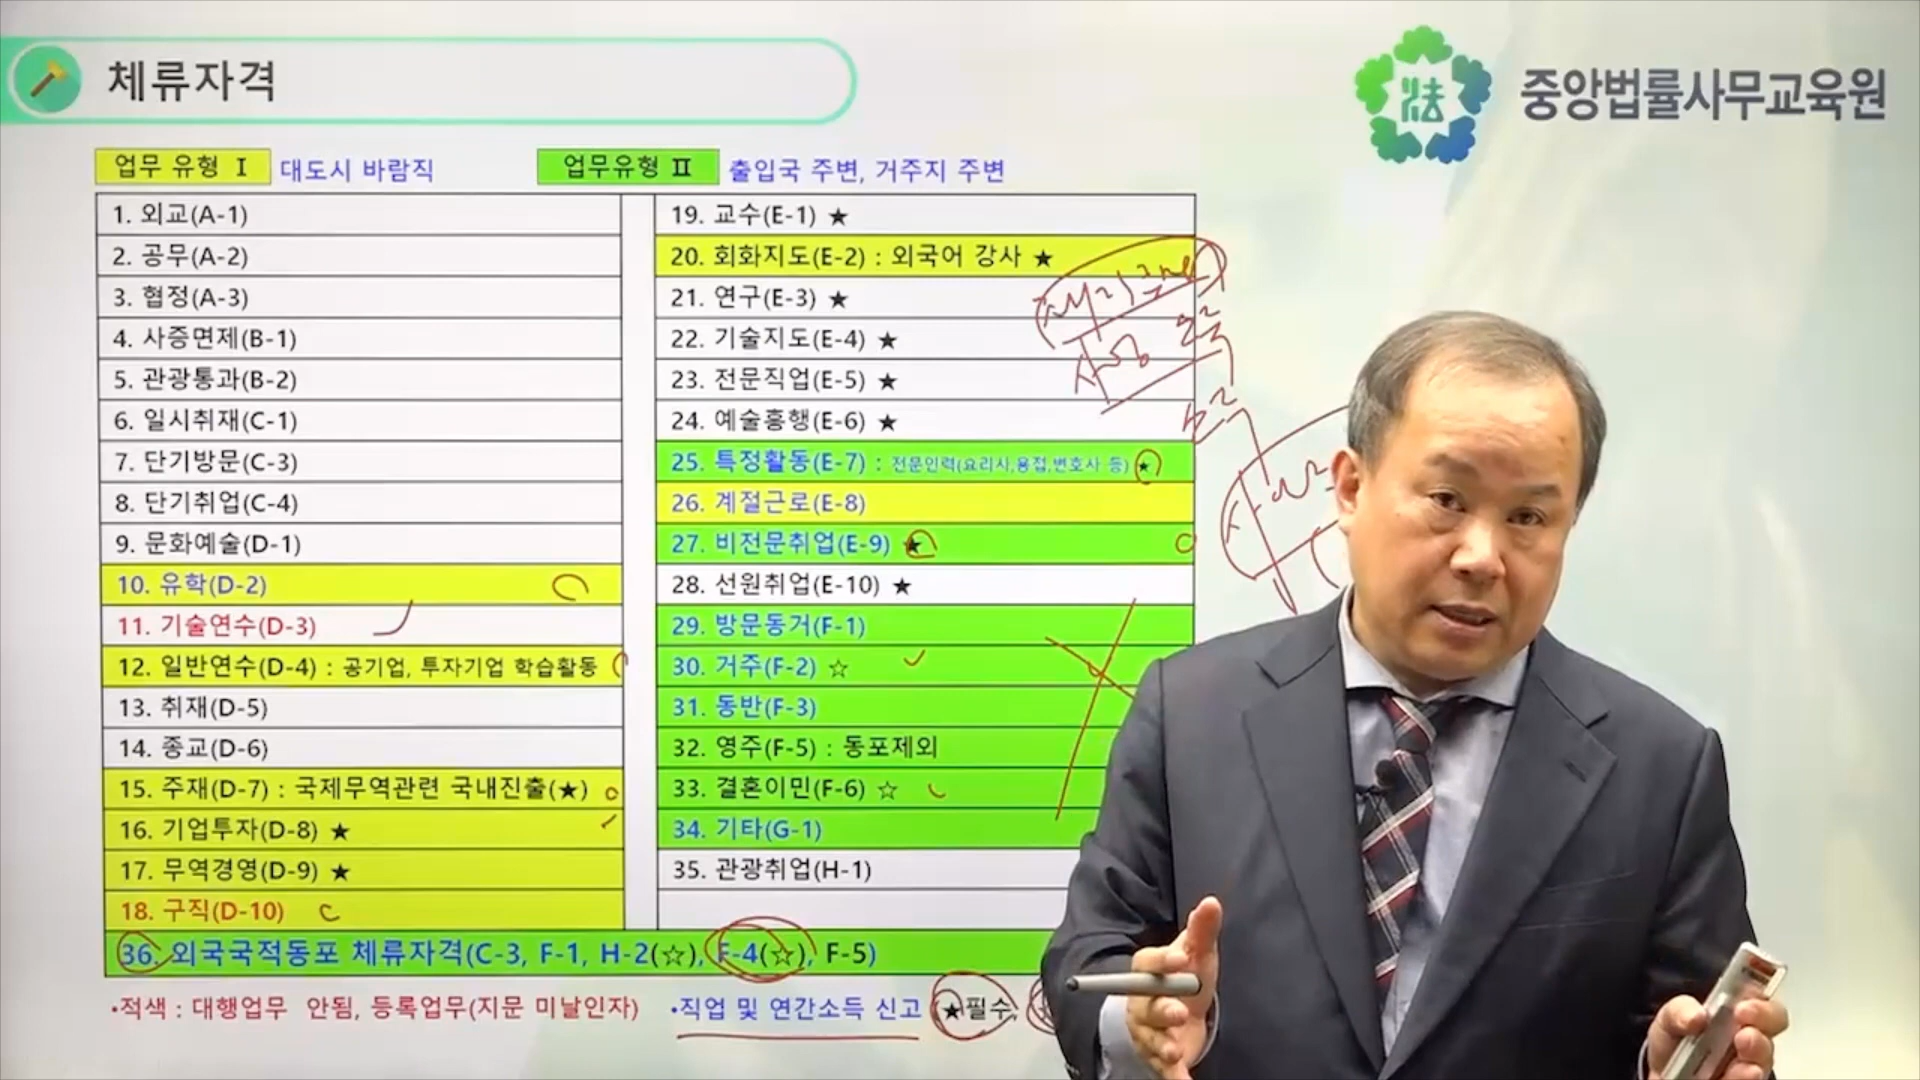 체류자격
중앙법률사무교육원
업무 유형 Ⅰ 대도시 바람직
업무유형 Ⅱ 출입국 주변, 거주지 주변
1. 외교(A-1)
2. 공무(A-2)
3. 협정(A-3)
4. 사증면제(B-1)
5. 관광통과(B-2)
6. 일시취재(C-1)
7. 단기방문(C-3)
8. 단기취업(C-4)
9. 문화예술(D-1)
10. 유학(D-2)
11. 기술연수(D-3)
12. 일반연수(D-4) : 공기업, 투자기업 학습활동
13. 취재(D-5)
14. 종교(D-6)
15. 주재(D-7) : 국제무역관련 국내진출(★)
16. 기업투자(D-8) ★
17. 무역경영(D-9) ★
18. 구직(D-10)
19. 교수(E-1) ★
20. 회화지도(E-2) : 외국어 강사 ★
21. 연구(E-3) ★
22. 기술지도(E-4) ★
23. 전문직업(E-5) ★
24. 예술흥행(E-6) ★
25. 특정활동(E-7) : 전문인력(요리사,용접,변호사 등) ★
26. 계절근로(E-8)
27. 비전문취업(E-9) ★
28. 선원취업(E-10) ★
29. 방문동거(F-1)
30. 거주(F-2) ☆
31. 동반(F-3)
32. 영주(F-5) : 동포제외
33. 결혼이민(F-6) ☆
34. 기타(G-1)
35. 관광취업(H-1)
36. 외국국적동포 체류자격(C-3, F-1, H-2(☆), F-4(☆), F-5)
•적색 : 대행업무 안됨, 등록업무(지문 미날인자)
•직업 및 연간소득 신고 (★필수,